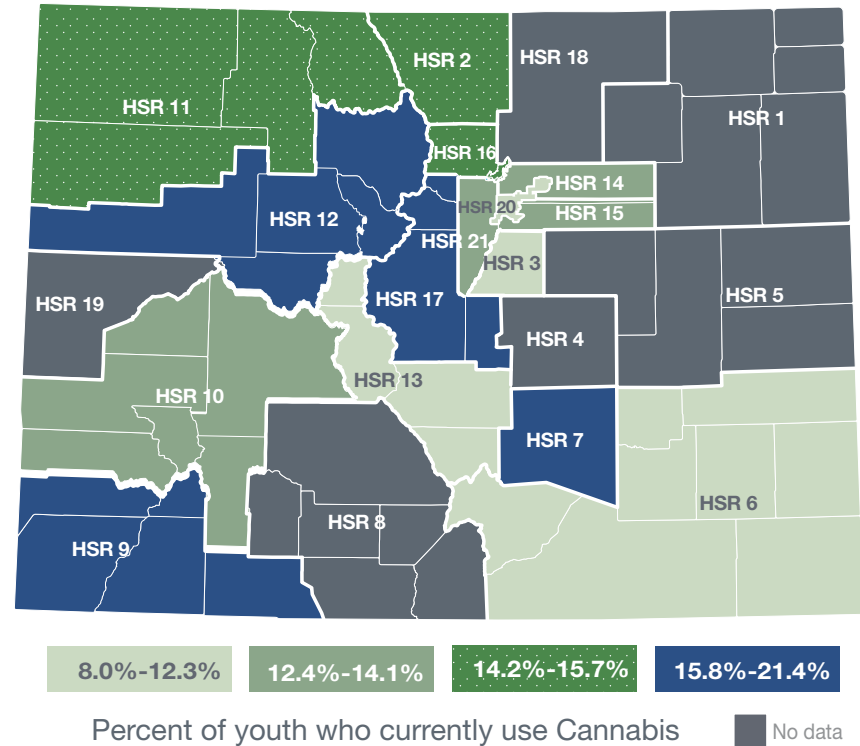 HSR 2
HSR 18
HSR 11
HSR 1
HSR 16
HSR 14
HSR 20
HSR 15
HSR 12
HSR 21
HSR 3
HSR 19
HSR 17
HSR 5
HSR 4
HSR 13
HSR 10
HSR 7
HSR 6
HSR 8
HSR 9
8.0%-12.3% 12.4%-14.1% 14.2%-15.7% 15.8%-21.4%
Percent of youth who currently use Cannabis No data